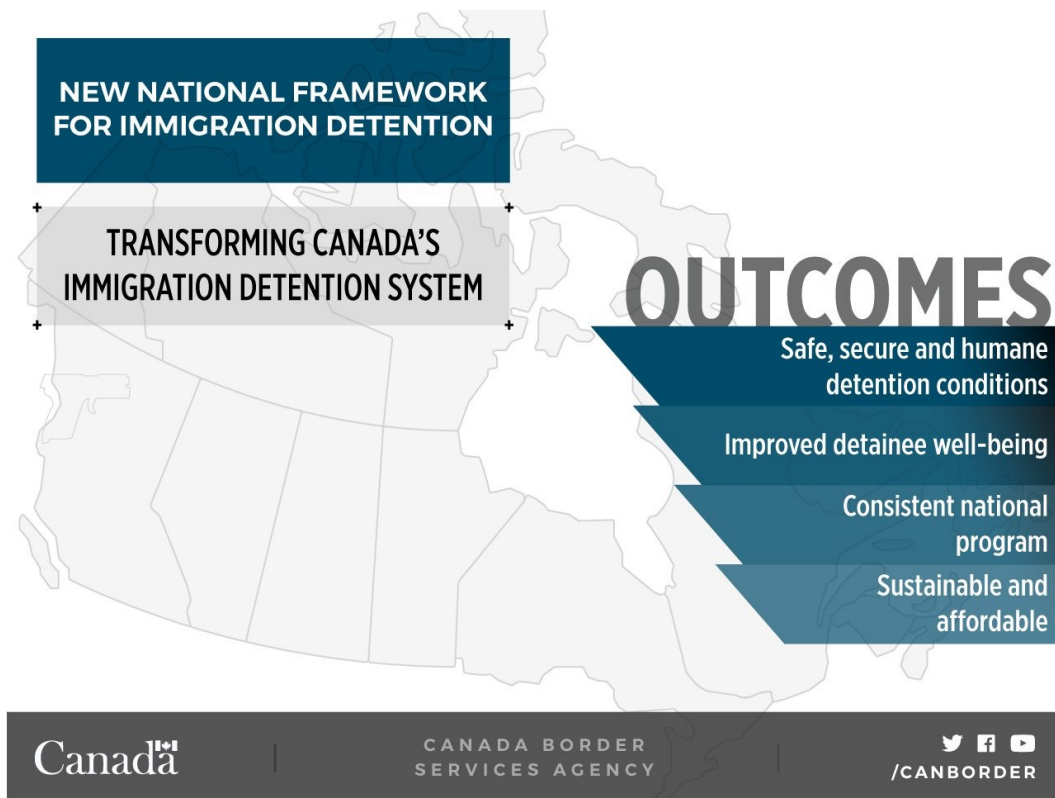 NEW NATIONAL FRAMEWORK
FOR IMMIGRATION DETENTION
TRANSFORMING CANADA'S
IMMIGRATION DETENTION SYSTEM
OUTCOMES
Safe, secure and humane
detention conditions
Improved detainee well-being
Consistent national
program
Sustainable and
affordable
Canada
CANADA BORDER
SERVICES AGENCY
/CANBORDER